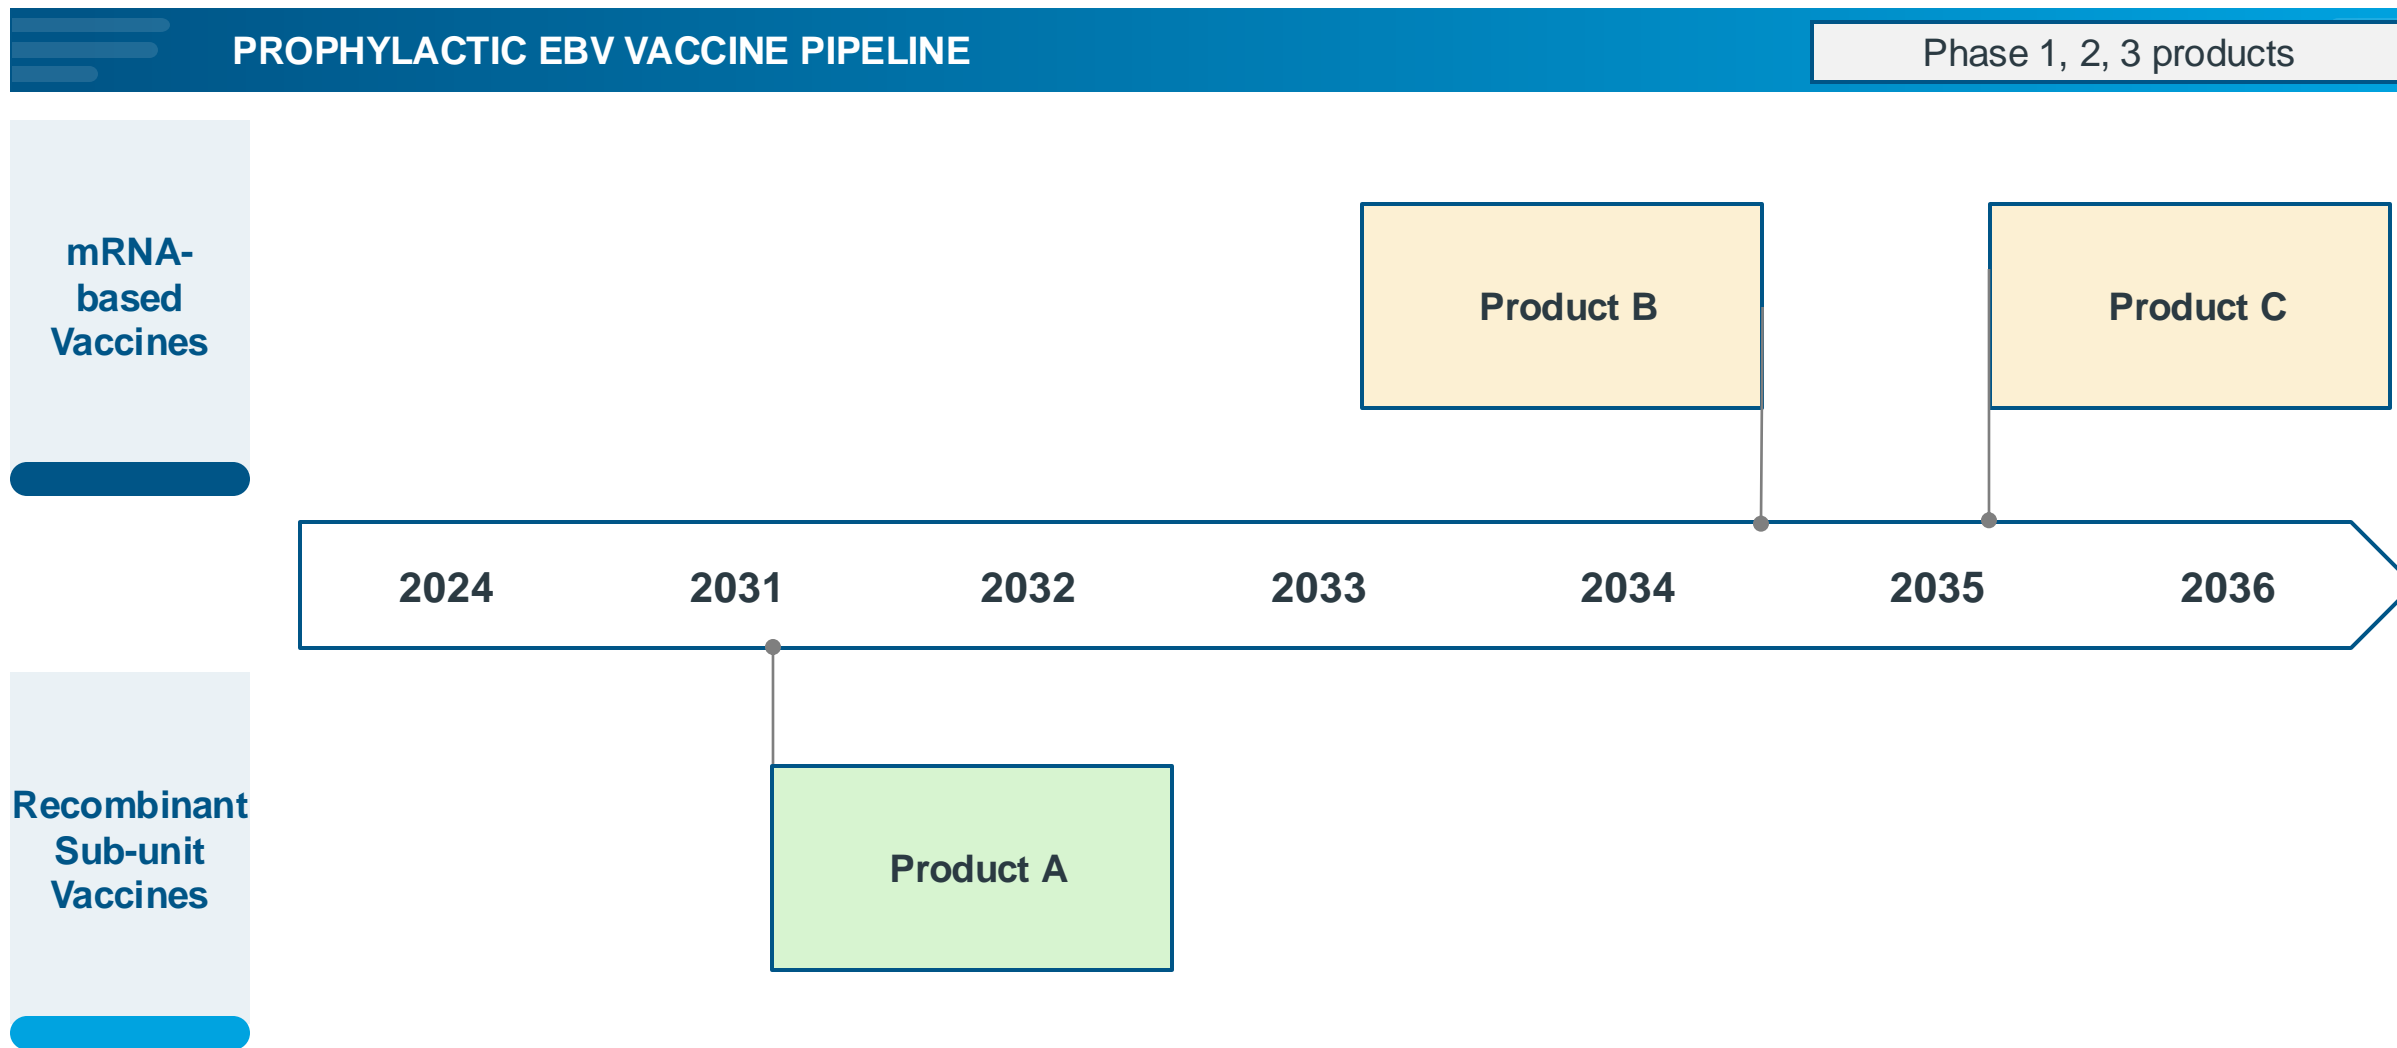 PROPHYLACTIC EBV VACCINE PIPELINE
Phase 1, 2, 3 products
mRNA-
based
Vaccines
Product B
Product C
2024 2031 2032 2033 2034 2035 2036
Recombinant
Sub-unit
Vaccines
Product A